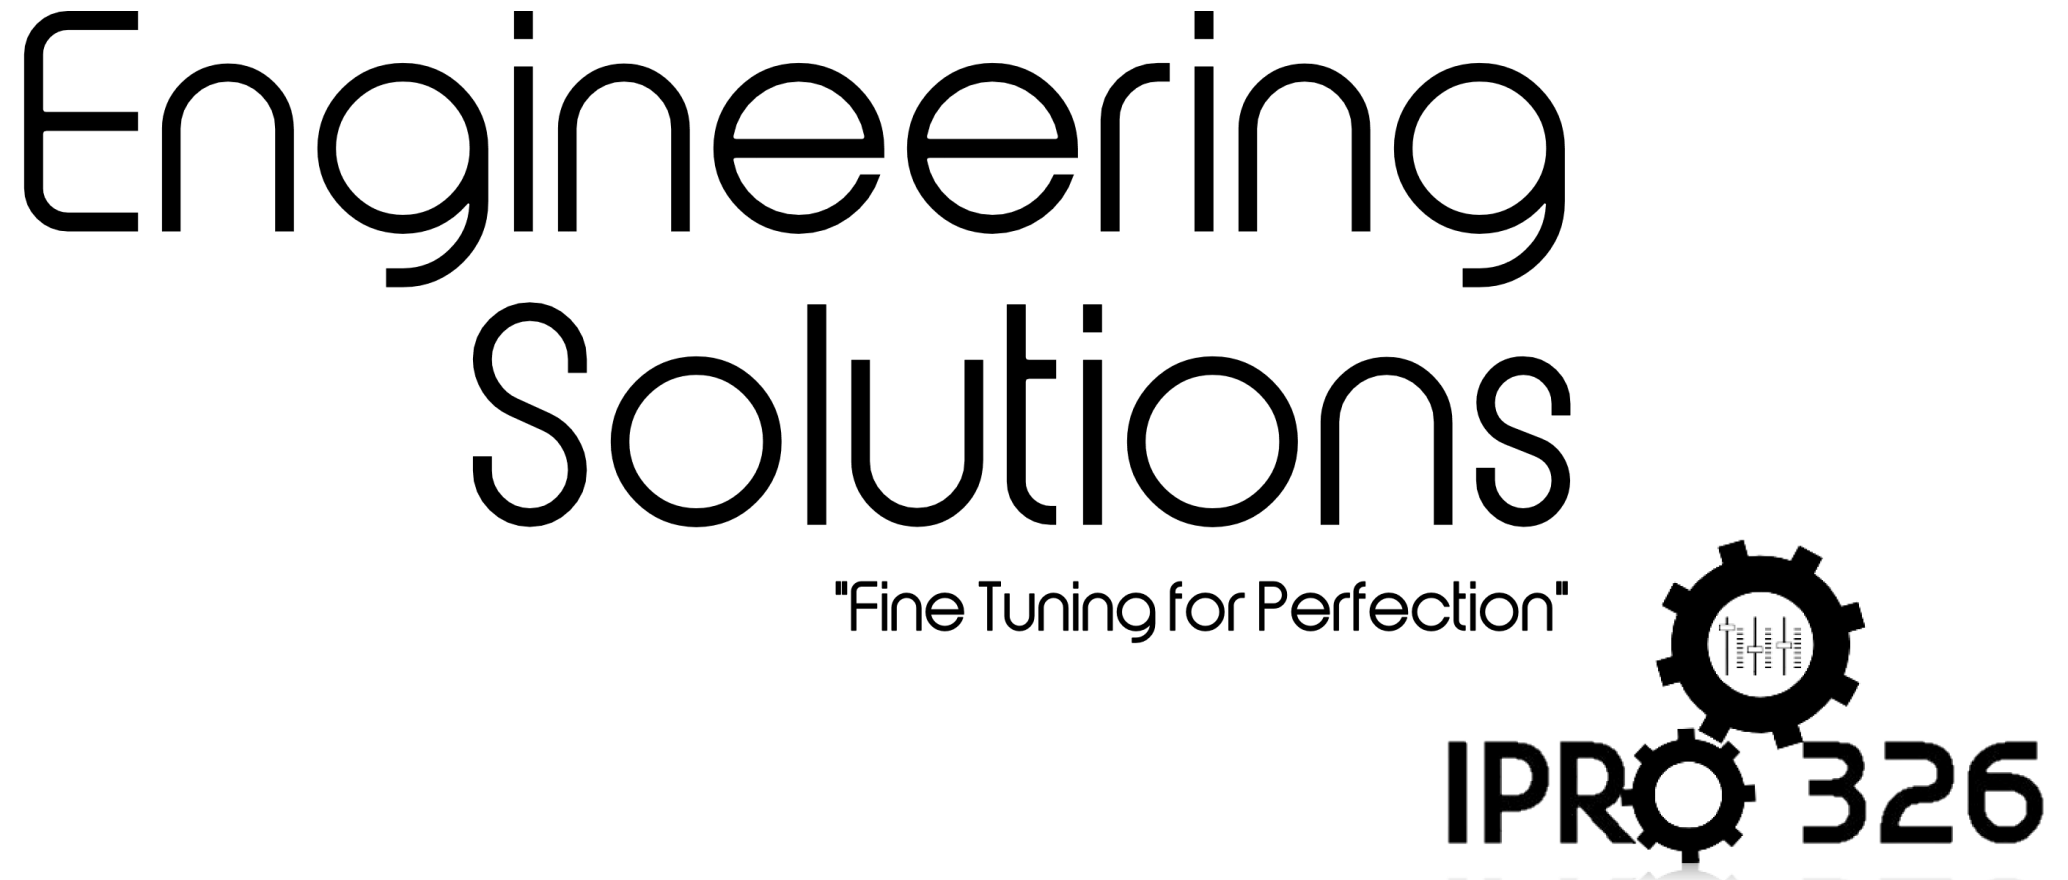 Engineering
Solutions
"Fine Tuning for Perfection"
IPRO 326